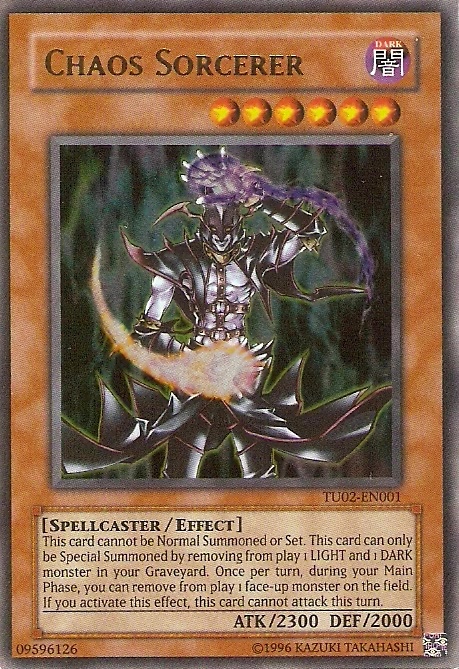 CHAOS SORCERER
DARK
闇
TU02-EN001
[SPELLCASTER / EFFECT]
This card cannot be Normal Summoned or Set. This card can only
be Special Summoned by removing from play 1 LIGHT and 1 DARK
monster in your Graveyard. Once per turn, during your Main
Phase, you can remove from play 1 face-up monster on the field.
If you activate this effect, this card cannot attack this turn.
ATK/2300 DEF/2000
09596126
©1996 KAZUKI TAKAHASHI